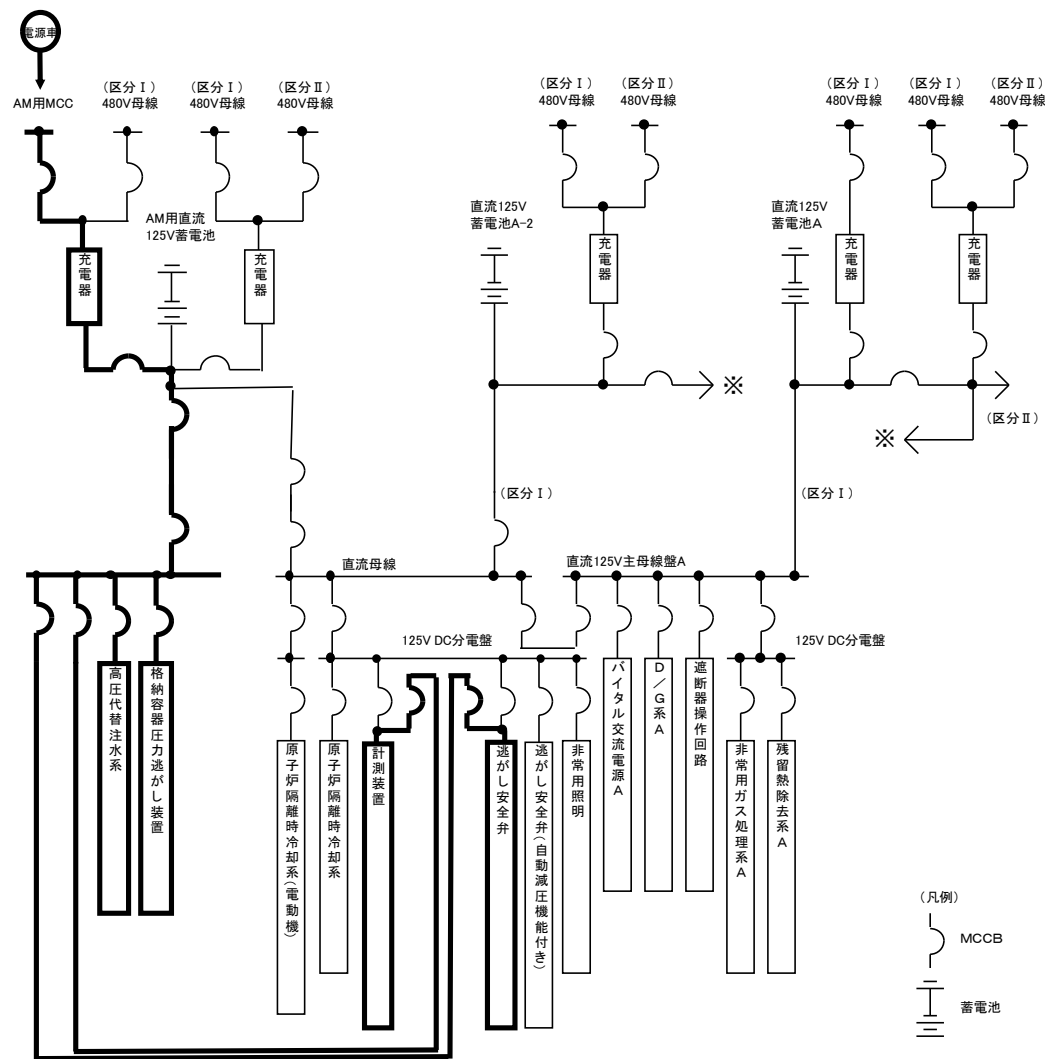 電源車
AM用MCC
(区分Ⅰ)
480V母線
(区分Ⅰ)
480V母線
(区分Ⅱ)
480V母線
(区分Ⅰ)
480V母線
(区分Ⅱ)
480V母線
(区分Ⅰ)
480V母線
(区分Ⅰ)
480V母線
(区分Ⅱ)
480V母線
充電器
AM用直流
125V蓄電池
充電器
直流125V
蓄電池A-2
充電器
直流125V
蓄電池A
充電器
充電器
※
※
(区分Ⅱ)
(区分Ⅰ)
(区分Ⅰ)
直流母線
直流125V主母線盤A
125V DC分電盤
125V DC分電盤
高圧代替注水系
格納容器圧力逃がし装置
原子炉隔離時冷却系(電動機)
原子炉隔離時冷却系
計測装置
逃がし安全弁
逃がし安全弁(自動減圧機能付き)
非常用照明
バイタル交流電源A
D/G系A
遮断器操作回路
非常用ガス処理系A
残留熱除去系A
(凡例)
MCCB
蓄電池